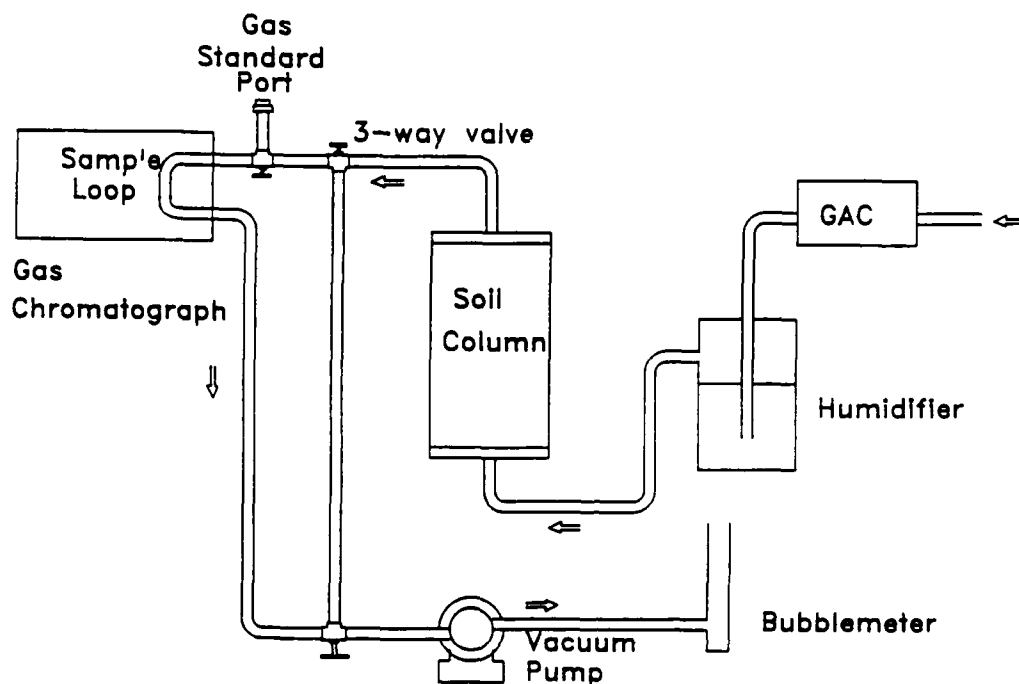 Gas
Standard
Port
3-way valve
Samp'e
Loop
GAC
Gas
Chromatograph
Soil
Column
Humidifier
Bubblemeter
Vacuum
Pump